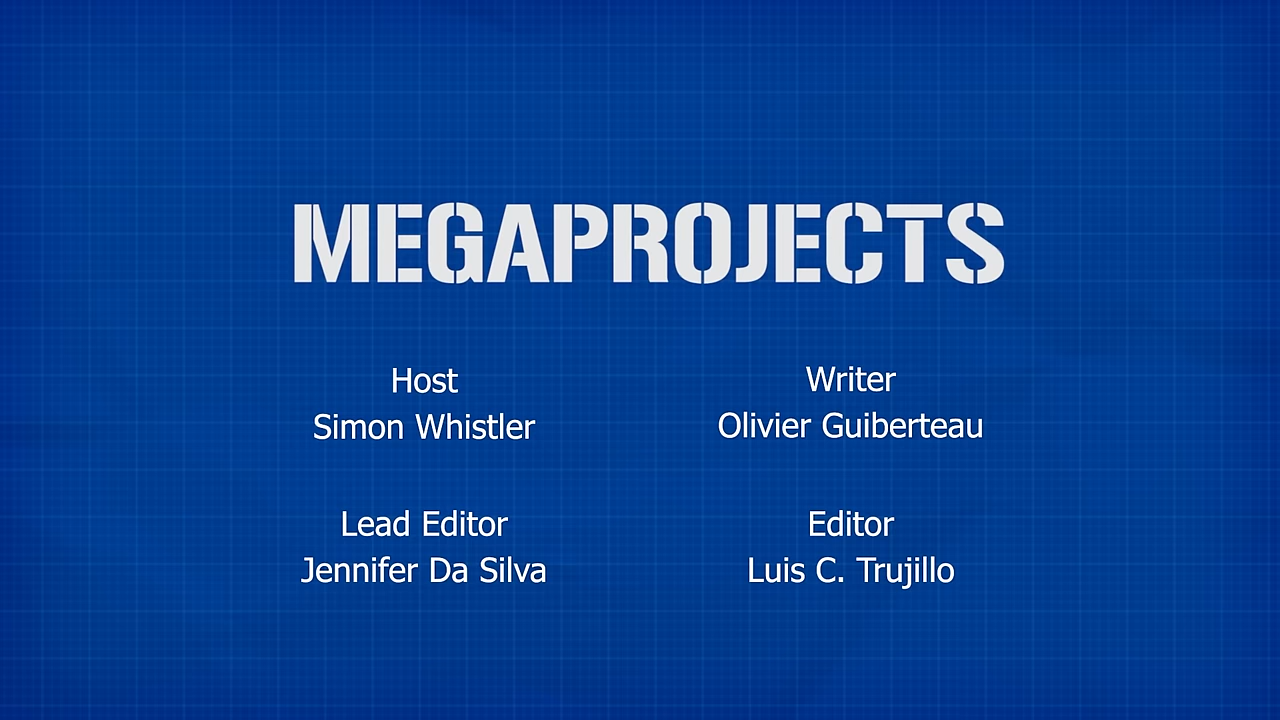 MEGAPROJECTS
Host
Simon Whistler
Writer
Olivier Guiberteau
Lead Editor
Jennifer Da Silva
Editor
Luis C. Trujillo